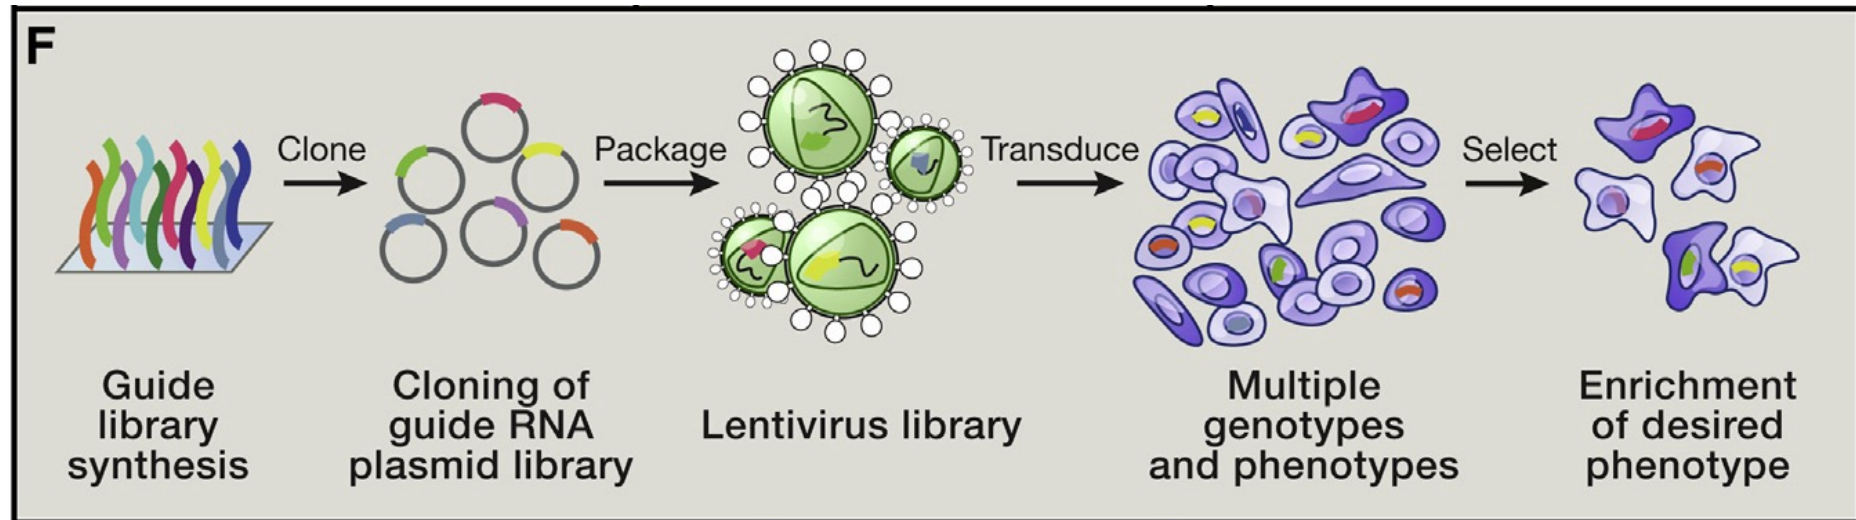 F
Clone
Package
Transduce
Select
Guide
library
synthesis
Cloning of
guide RNA
plasmid library
Lentivirus library
Multiple
genotypes
and phenotypes
Enrichment
of desired
phenotype